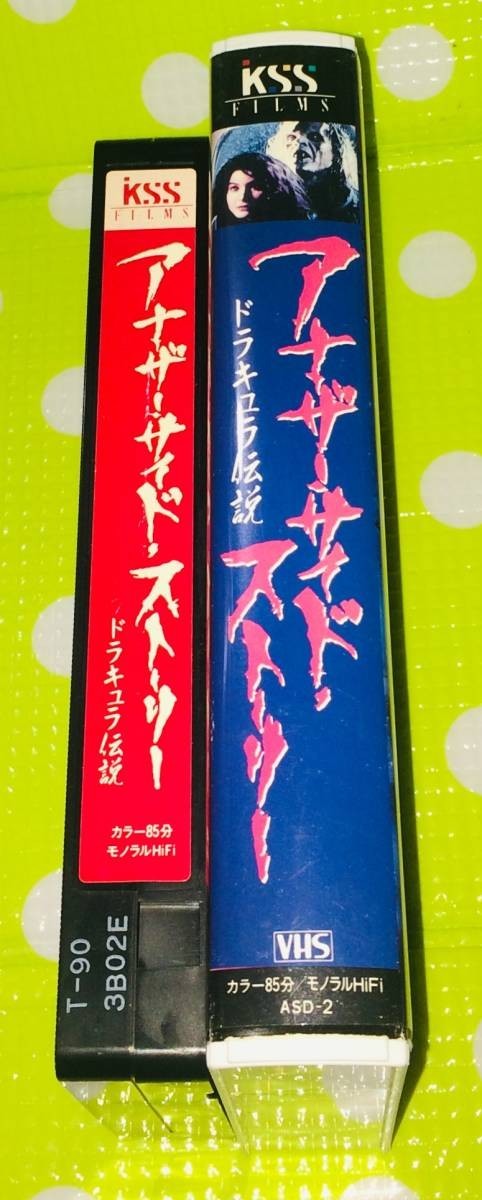 KSS
FILMS
アナザー・サイド・ストーリー
ドラキュラ伝説
カラー85分
モノラルHiFi
T-90
3B02E
KSS
FILMS
アナザー・サイド・
ストーリー
ドラキュラ伝説
VHS
カラー85分／モノラルHiFi
ASD-2